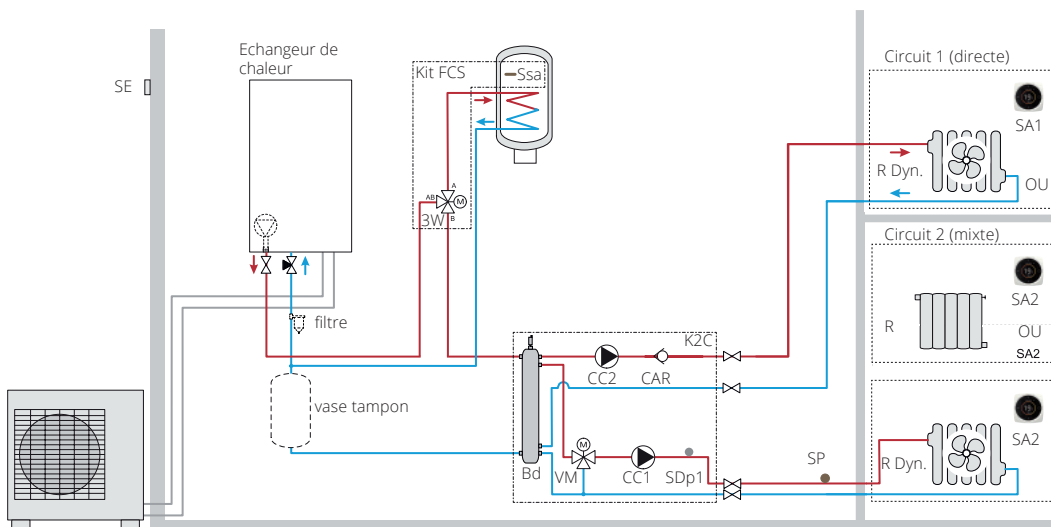 Echangeur de
chaleur
SE
Kit FCS
Ssa
A
AB
M
3W
B
filtre
vase tampon
K2C
CC2
CAR
M
Bd
VM
CC1
SDp1
SP
Circuit 1 (directe)
SA1
R Dyn.
OU
Circuit 2 (mixte)
SA2
R
OU
SA2
SA2
R Dyn.